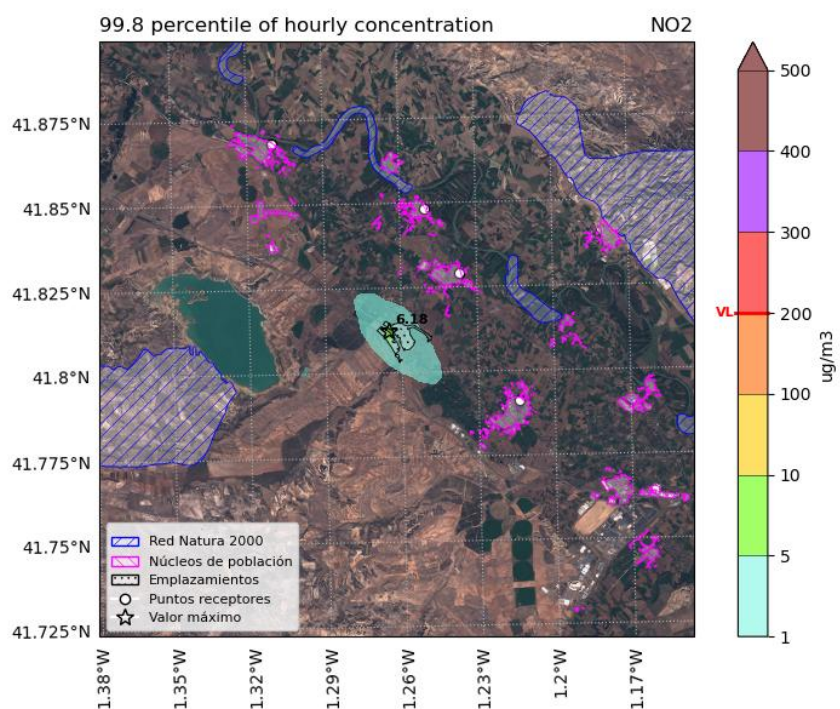 99.8 percentile of hourly concentration NO2
41.875°N
41.85°N
41.825°N
41.8°N
41.775°N
41.75°N
41.725°N
6.18
Red Natura 2000
Núcleos de población
Emplazamientos
Puntos receptores
Valor máximo
1.38°W
1.35°W
1.32°W
1.29°W
1.26°W
1.23°W
1.2°W
1.17°W
500
400
300
VL 200
100
10
5
1
ug/m3